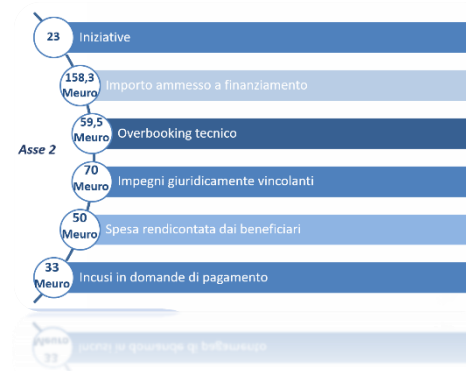 23 Iniziative
158,3 Meuro Importo ammesso a finanziamento
59,5 Meuro Overbooking tecnico
Asse 2
70 Meuro Impegni giuridicamente vincolanti
50 Meuro Spesa rendicontata dai beneficiari
33 Meuro Incusi in domande di pagamento